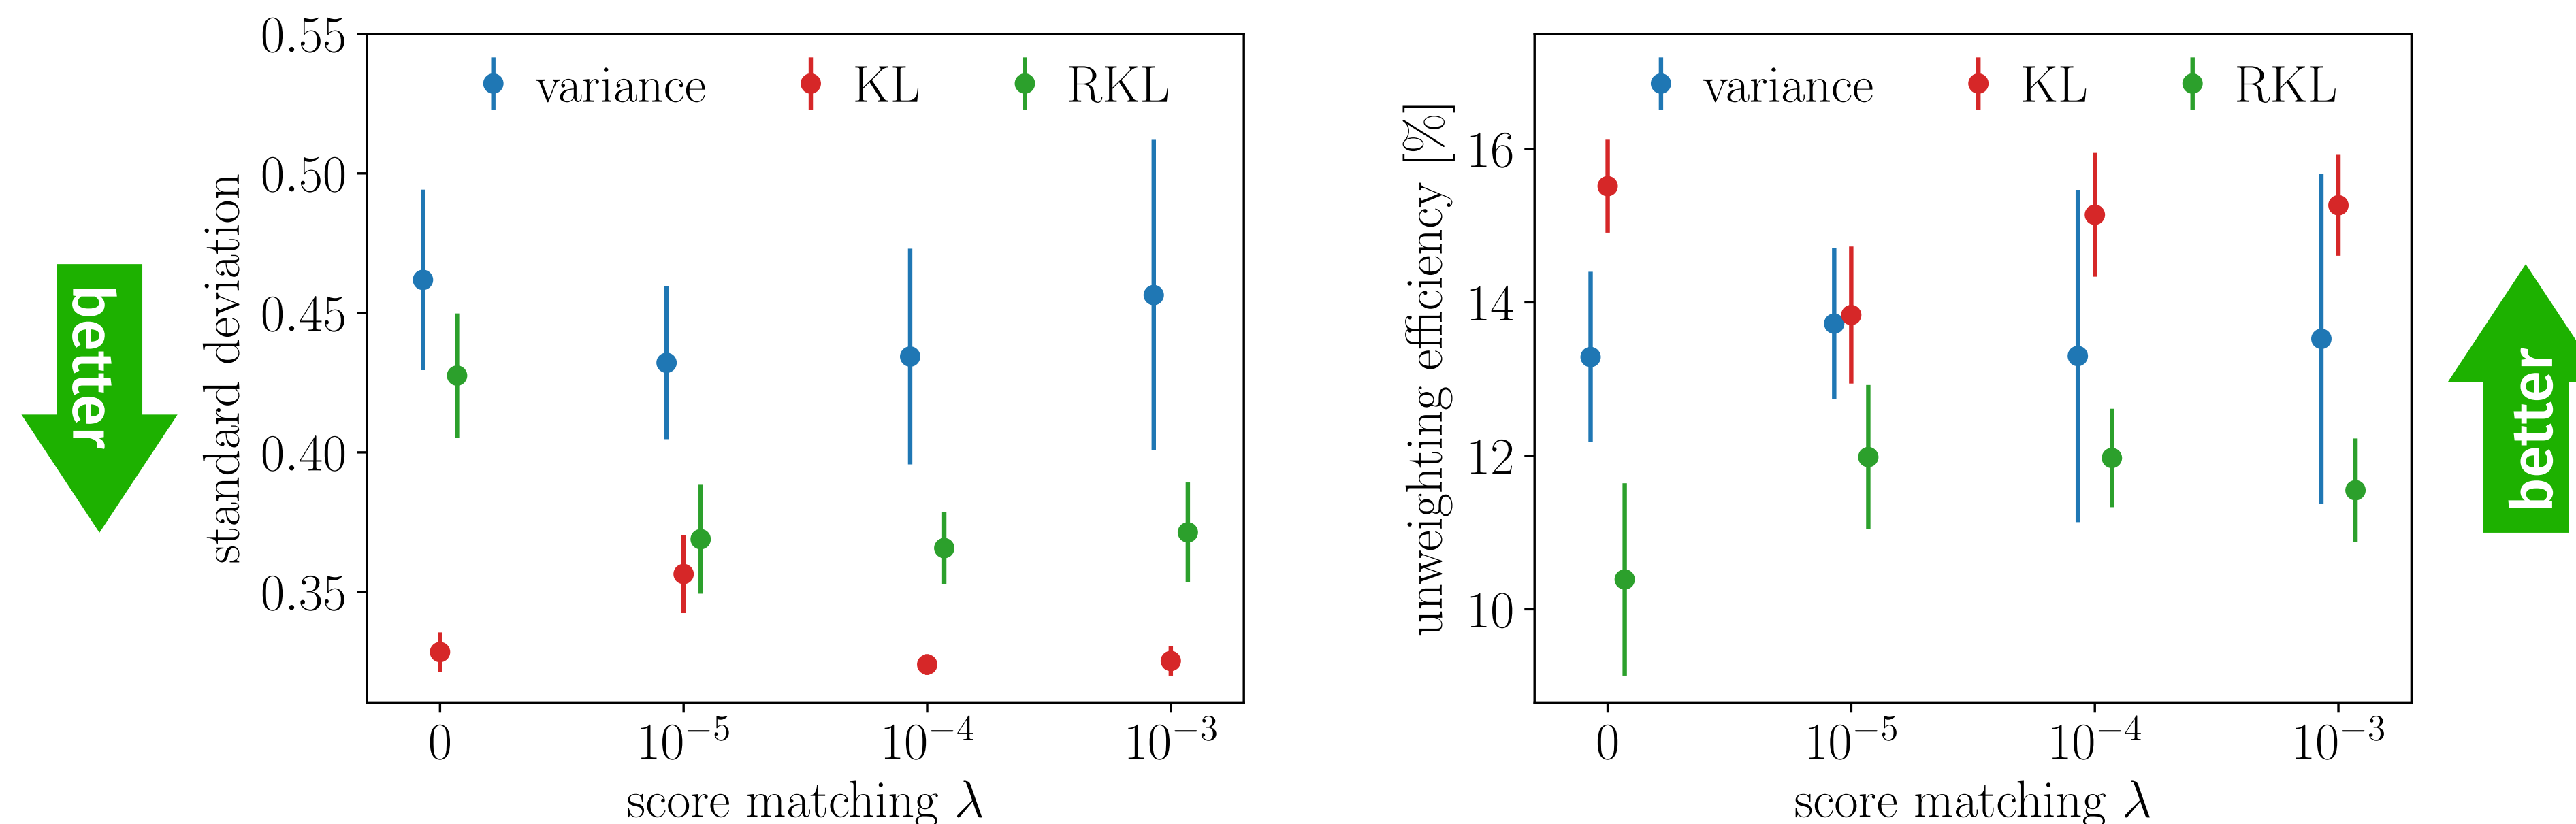 better
standard deviation
0.55
0.50
0.45
0.40
0.35
variance KL RKL
0 10⁻⁵ 10⁻⁴ 10⁻³
score matching λ
unweighting efficiency [%]
16
14
12
10
variance KL RKL
0 10⁻⁵ 10⁻⁴ 10⁻³
score matching λ
better